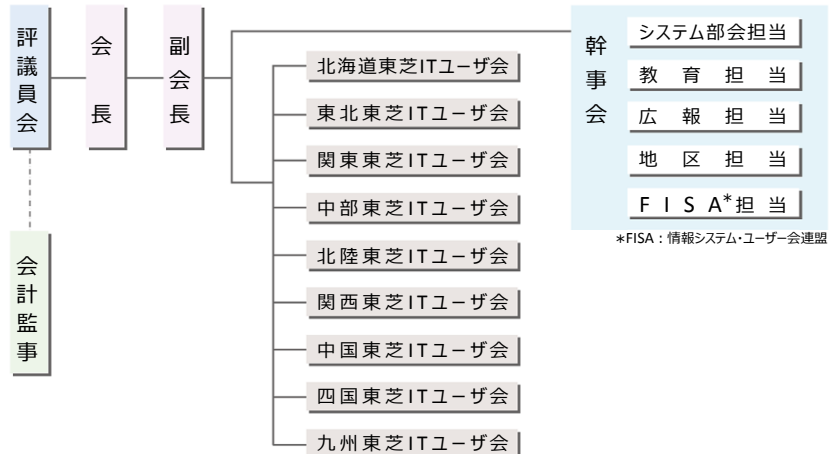 評議員会
会長
副会長
会計監事
北海道東芝ITユーザ会
東北東芝ITユーザ会
関東東芝ITユーザ会
中部東芝ITユーザ会
北陸東芝ITユーザ会
関西東芝ITユーザ会
中国東芝ITユーザ会
四国東芝ITユーザ会
九州東芝ITユーザ会
幹事会
システム部会担当
教育担当
広報担当
地区担当
FISA*担当
*FISA：情報システム・ユーザー会連盟